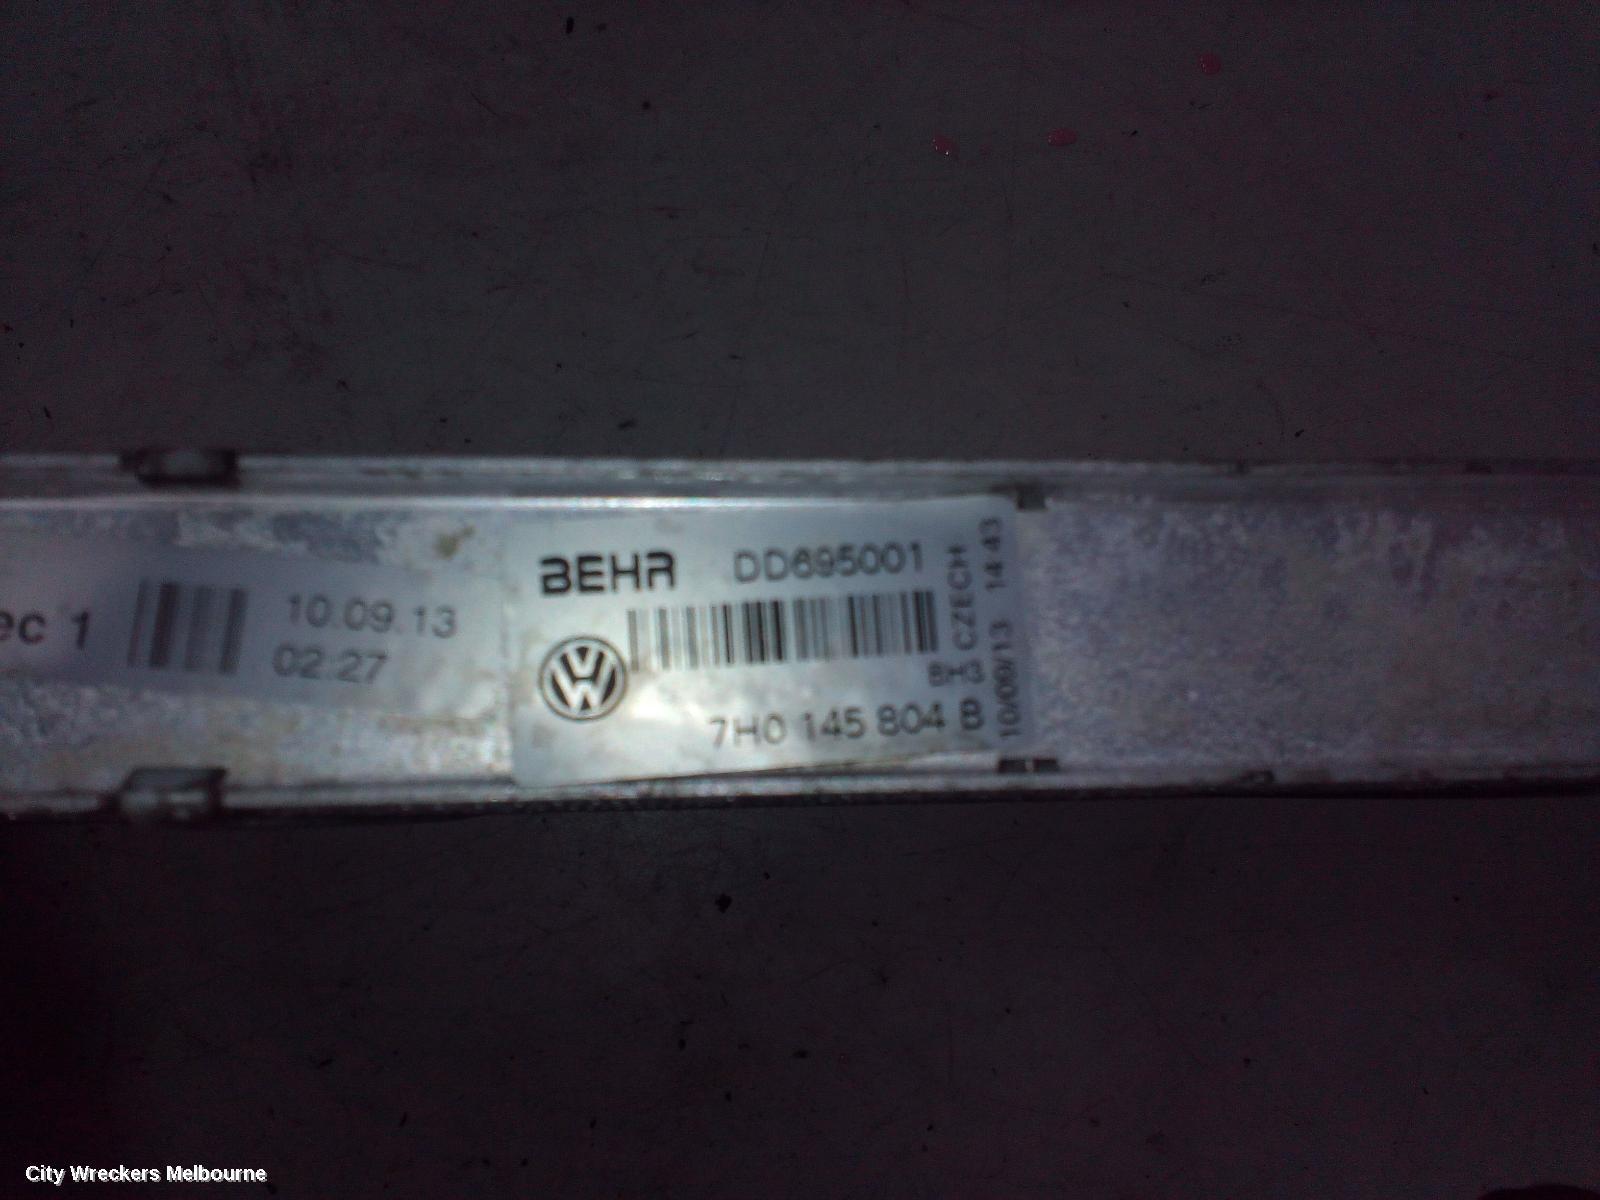 ec 1
10.09.13
02:27
BEHR DD695001
BH3
7H0 145 804 B
CZECH
10/09/13 14:43
City Wreckers Melbourne